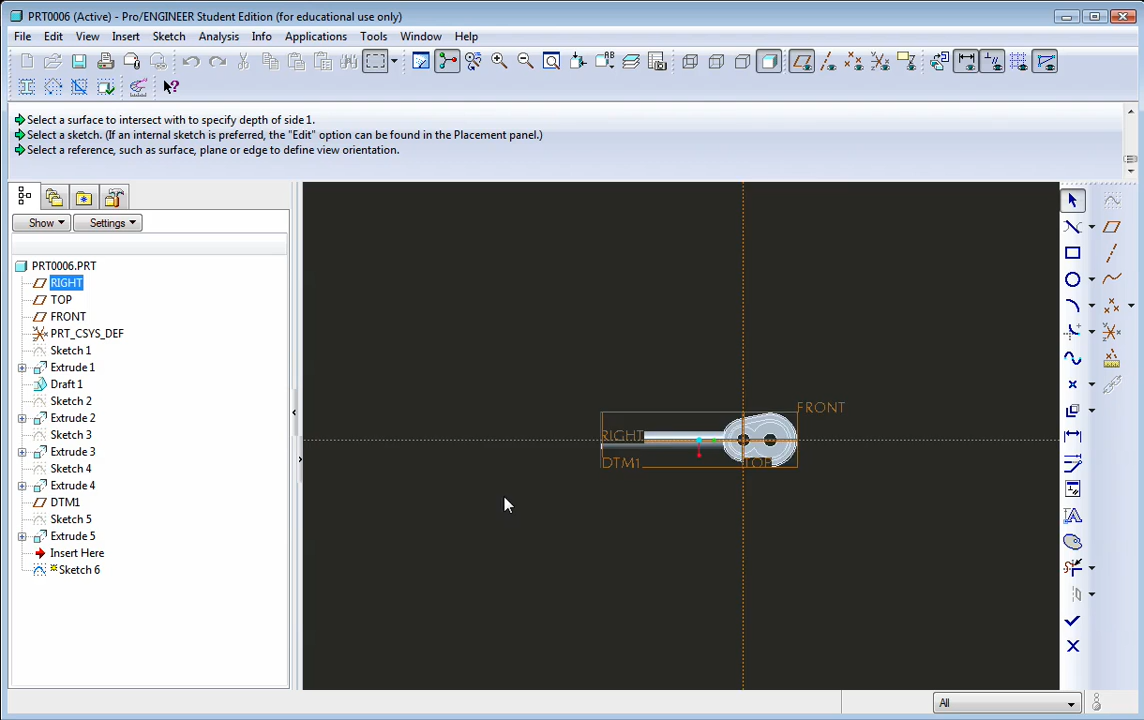 PRT0006 (Active) - Pro/ENGINEER Student Edition (for educational use only)
File Edit View Insert Sketch Analysis Info Applications Tools Window Help
Select a surface to intersect with to specify depth of side 1.
Select a sketch. (If an internal sketch is preferred, the "Edit" option can be found in the Placement panel.)
Select a reference, such as surface, plane or edge to define view orientation.
Show Settings
PRT0006.PRT
RIGHT
TOP
FRONT
PRT_CSYS_DEF
Sketch 1
Extrude 1
Draft 1
Sketch 2
Extrude 2
Sketch 3
Extrude 3
Sketch 4
Extrude 4
DTM1
Sketch 5
Extrude 5
Insert Here
Sketch 6
FRONT
RIGHT
DTM1 TOP
All